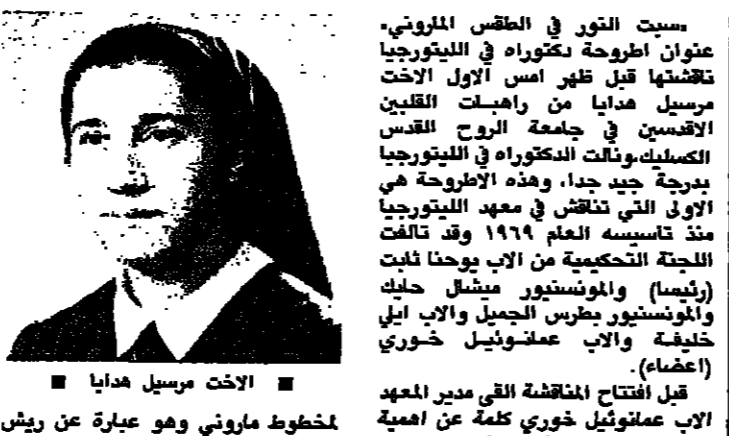 «سبت النور في الطقس الماروني»
عنوان اطروحة دكتوراه في الليتورجيا
ناقشتها قبل ظهر امس الاول الاخت
مرسيل هدايا من راهبات القلبين
الاقدسين في جامعة الروح القدس
الكسليك،ونالت الدكتوراه في الليتورجيا
بدرجة جيد جدا، وهذه الاطروحة هي
الاولى التي تناقش في معهد الليتورجيا
منذ تاسيسه العام ١٩٦٩ وقد تالفت
اللجنة التحكيمية من الاب يوحنا ثابت
(رئيسا) والمونسنيور ميشال حايك
والمونسنيور بطرس الجميل والاب ايلي
خليفة والاب عمانوئيل خوري
(اعضاء).
قبل افتتاح المناقشة القى مدير المعهد
الاب عمانوئيل خوري كلمة عن اهمية
■ الاخت مرسيل هدايا ■
لمخطوط ماروني وهو عبارة عن ريش